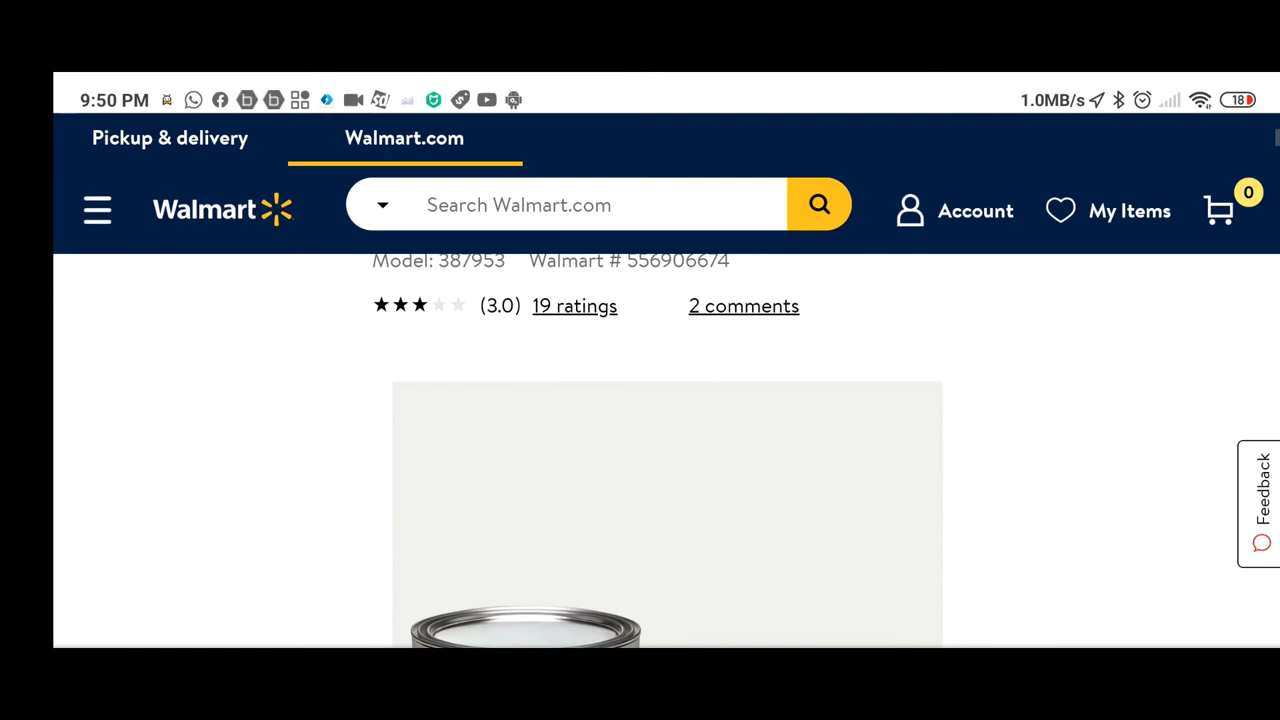 9:50 PM 1.0MB/s 18
Pickup & delivery Walmart.com
Walmart Search Walmart.com Account My Items 0
Model: 387953 Walmart # 556906674
(3.0) 19 ratings 2 comments
Feedback